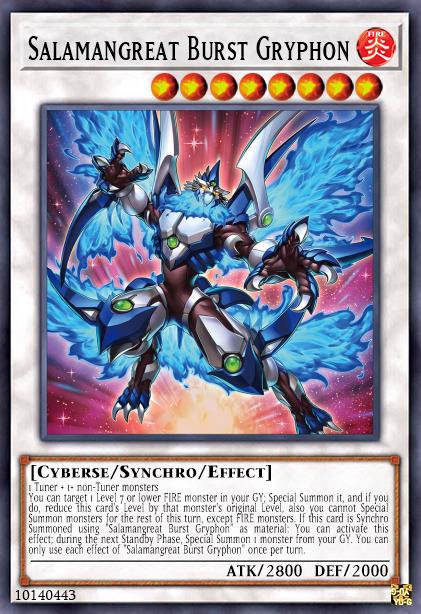 SALAMANGREAT BURST GRYPHON
FIRE
炎
[CYBERSE/SYNCHRO/EFFECT]
1 Tuner + 1+ non-Tuner monsters
You can target 1 Level 7 or lower FIRE monster in your GY; Special Summon it, and if you
do, reduce this card's Level by that monster's original Level, also you cannot Special
Summon monsters for the rest of this turn, except FIRE monsters. If this card is Synchro
Summoned using "Salamangreat Burst Gryphon" as material: You can activate this
effect; during the next Standby Phase, Special Summon 1 monster from your GY. You can
only use each effect of "Salamangreat Burst Gryphon" once per turn.
ATK/2800 DEF/2000
10140443